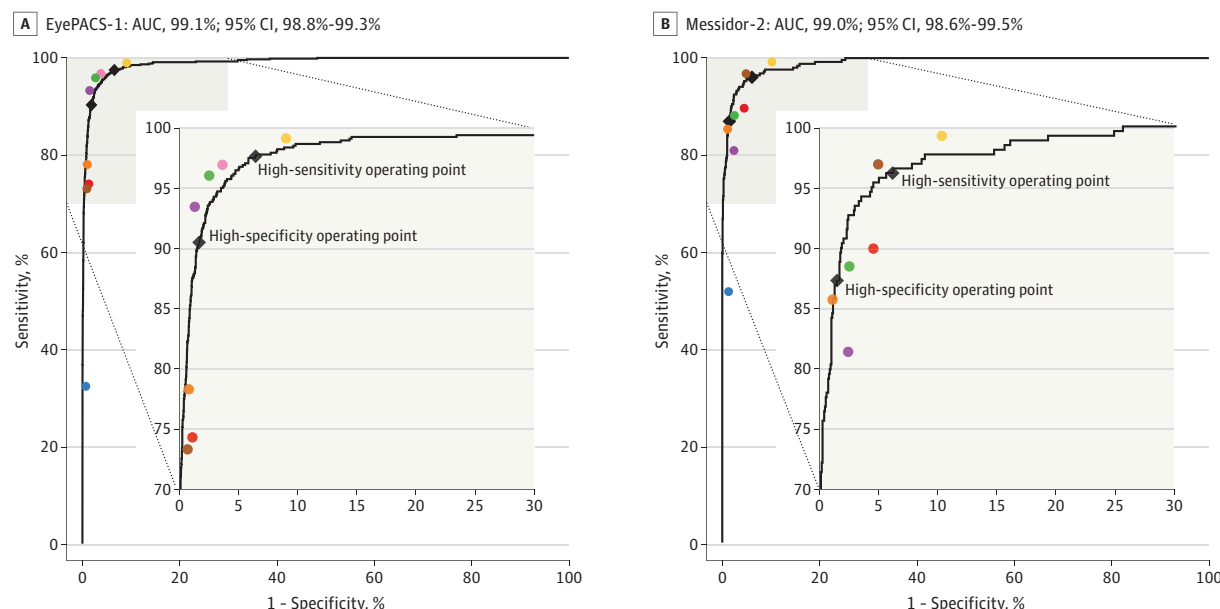 A EyePACS-1: AUC, 99.1%; 95% CI, 98.8%-99.3%
100
80
60
40
20
0
Sensitivity, %
100
95
90
85
80
75
70
High-sensitivity operating point
High-specificity operating point
0 5 10 15 20 25 30
0 20 40 60 80 100
1 - Specificity, %
B Messidor-2: AUC, 99.0%; 95% CI, 98.6%-99.5%
100
80
60
40
20
0
Sensitivity, %
100
95
90
85
80
75
70
High-sensitivity operating point
High-specificity operating point
0 5 10 15 20 25 30
0 20 40 60 80 100
1 - Specificity, %